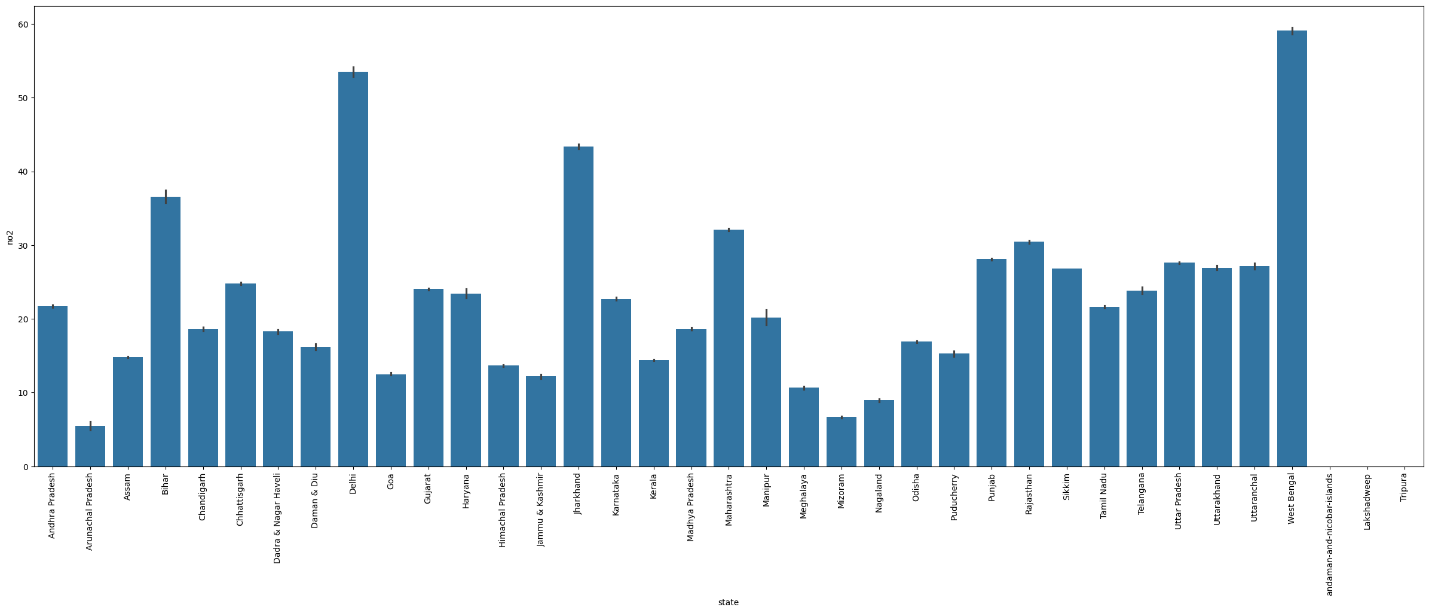 60
50
40
30
20
10
0
no2
Andhra Pradesh
Arunachal Pradesh
Assam
Bihar
Chandigarh
Chhattisgarh
Dadra & Nagar Haveli
Daman & Diu
Delhi
Goa
Gujarat
Haryana
Himachal Pradesh
Jammu & Kashmir
Jharkhand
Karnataka
Kerala
Madhya Pradesh
Maharashtra
Manipur
Meghalaya
Mizoram
Nagaland
Odisha
Puducherry
Punjab
Rajasthan
Sikkim
Tamil Nadu
Telangana
Uttar Pradesh
Uttarakhand
Uttaranchal
West Bengal
andaman-and-nicobar-islands
Lakshadweep
Tripura
state